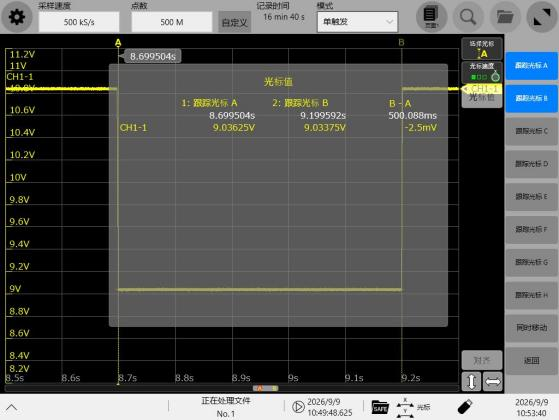 采样速度 点数 记录时间 模式
500 kS/s 500 M 自定义 16 min 40 s 单触发
页面1
A B
11.2V 8.699504s 选择光标
A
11V 光标速度
CH1-1
10.8V CH1-1
光标值 光标值
10.6V 1: 跟踪光标 A 2: 跟踪光标 B B - A
8.699504s 9.199592s 500.088ms
CH1-1 9.03625V 9.03375V -2.5mV
10.4V
10.2V
10V
9.8V
9.6V
9.4V
9.2V
9V
8.8V
8.6V
8.4V
8.2V
8.5s 8.6s 8.7s 8.8s 8.9s 9s 9.1s 9.2s
A B
跟踪光标 A
跟踪光标 B
跟踪光标 C
跟踪光标 D
跟踪光标 E
跟踪光标 F
跟踪光标 G
跟踪光标 H
同时移动
对齐 返回
正在处理文件 2026/9/9 SAFE X Y 光标 2026/9/9
No.1 10:49:48.625 10:53:40